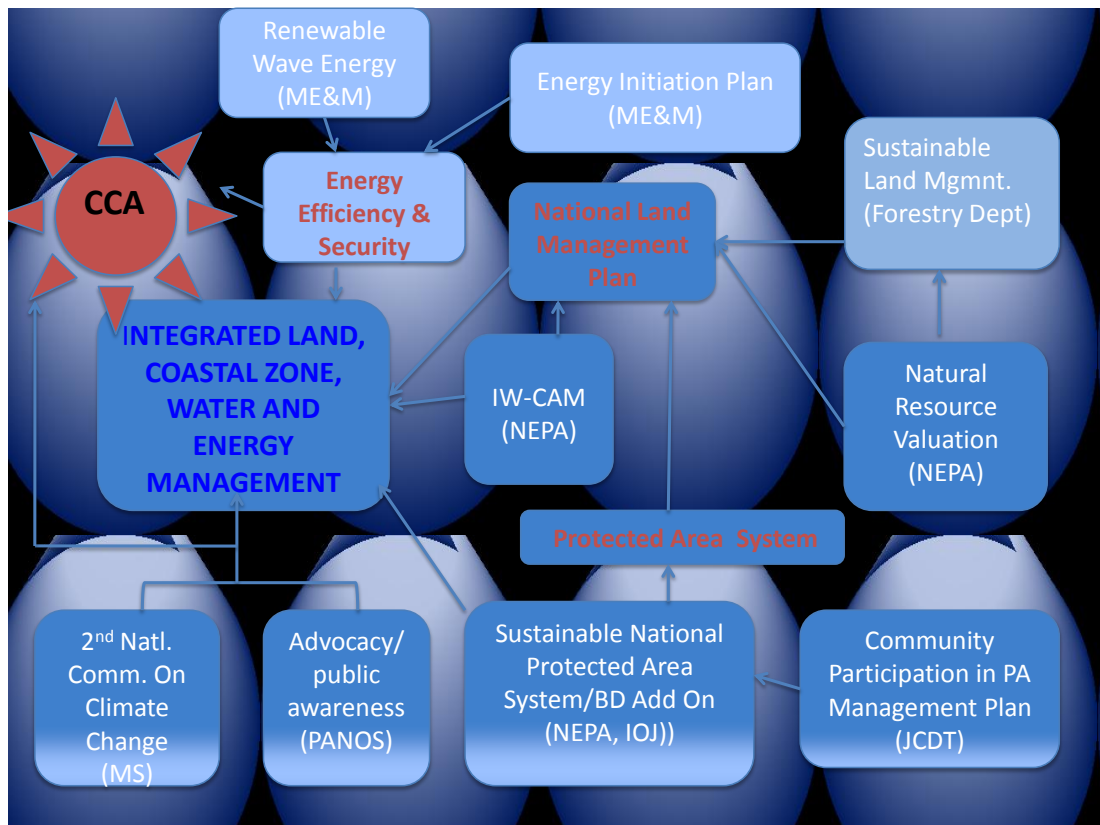 Renewable
Wave Energy
(ME&M)
Energy Initiation Plan
(ME&M)
CCA
Energy
Efficiency &
Security
National Land
Management
Plan
Sustainable
Land Mgmnt.
(Forestry Dept)
INTEGRATED LAND,
COASTAL ZONE,
WATER AND
ENERGY
MANAGEMENT
IW-CAM
(NEPA)
Natural
Resource
Valuation
(NEPA)
Protected Area System
2nd Natl.
Comm. On
Climate
Change
(MS)
Advocacy/
public
awareness
(PANOS)
Sustainable National
Protected Area
System/BD Add On
(NEPA, IOJ))
Community
Participation in PA
Management Plan
(JCDT)